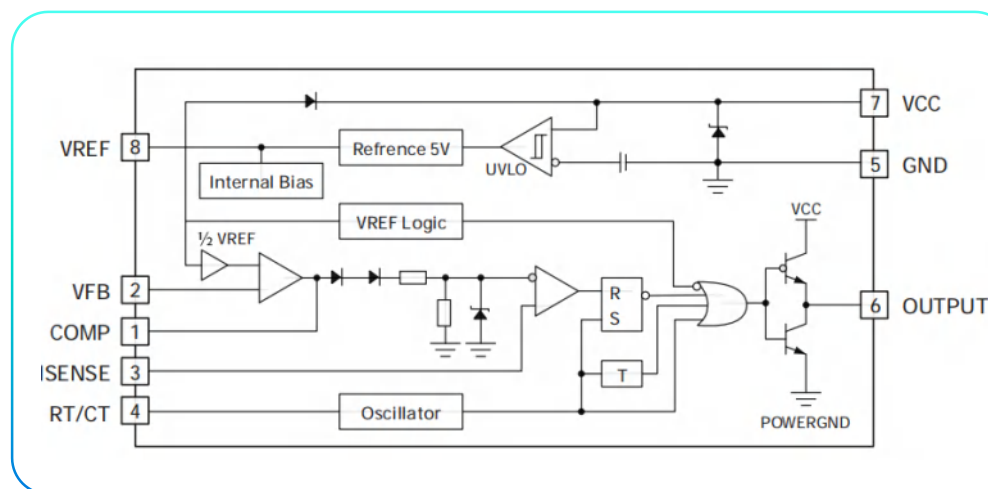 VREF 8
Refrence 5V
UVLO
7 VCC
Internal Bias
5 GND
VREF Logic
VCC
½ VREF
VFB 2
R
S
6 OUTPUT
COMP 1
ISENSE 3
T
RT/CT 4
Oscillator
POWERGND